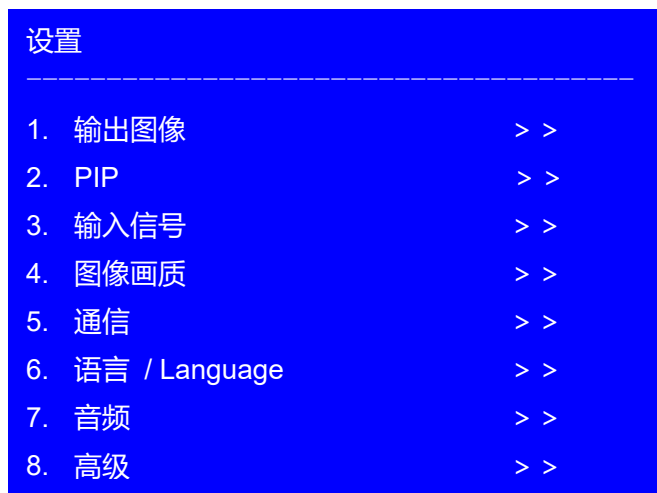 设置
--------------------------------------
1. 输出图像 > >
2. PIP > >
3. 输入信号 > >
4. 图像画质 > >
5. 通信 > >
6. 语言 / Language > >
7. 音频 > >
8. 高级 > >